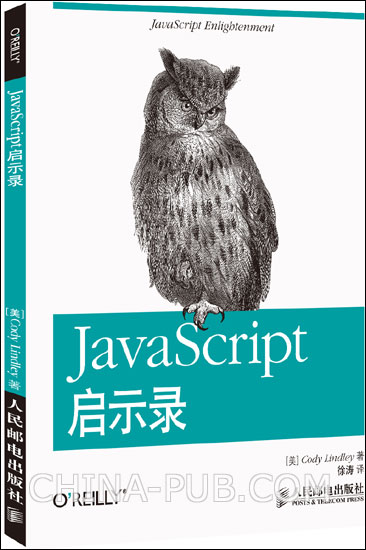 JavaScript Enlightenment
JavaScript
启示录
[美] Cody Lindley 著
徐涛 译
O'REILLY®
人民邮电出版社
POSTS & TELECOM PRESS
CHINA-PUB.COM
O'REILLY®
JavaScript启示录
[美] Cody Lindley 著
人民邮电出版社